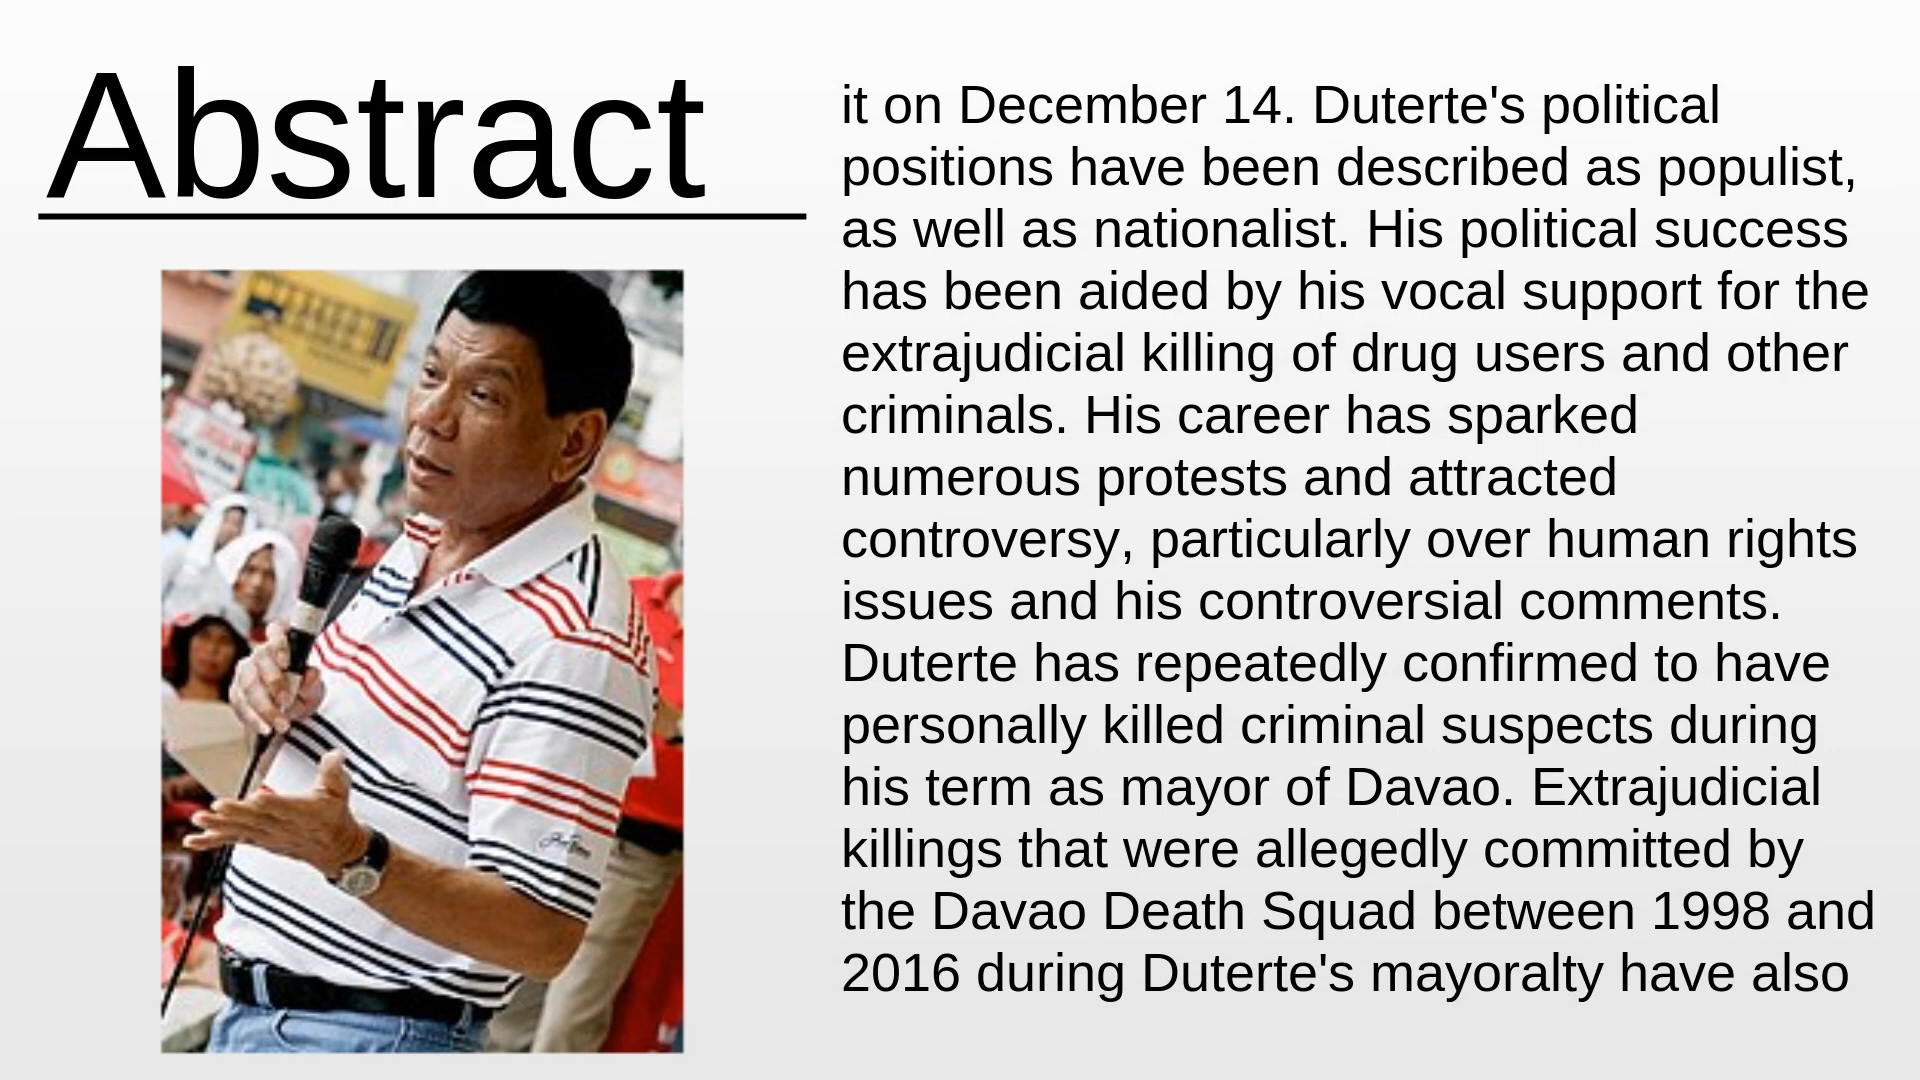 Abstract
it on December 14. Duterte's political
positions have been described as populist,
as well as nationalist. His political success
has been aided by his vocal support for the
extrajudicial killing of drug users and other
criminals. His career has sparked
numerous protests and attracted
controversy, particularly over human rights
issues and his controversial comments.
Duterte has repeatedly confirmed to have
personally killed criminal suspects during
his term as mayor of Davao. Extrajudicial
killings that were allegedly committed by
the Davao Death Squad between 1998 and
2016 during Duterte's mayoralty have also